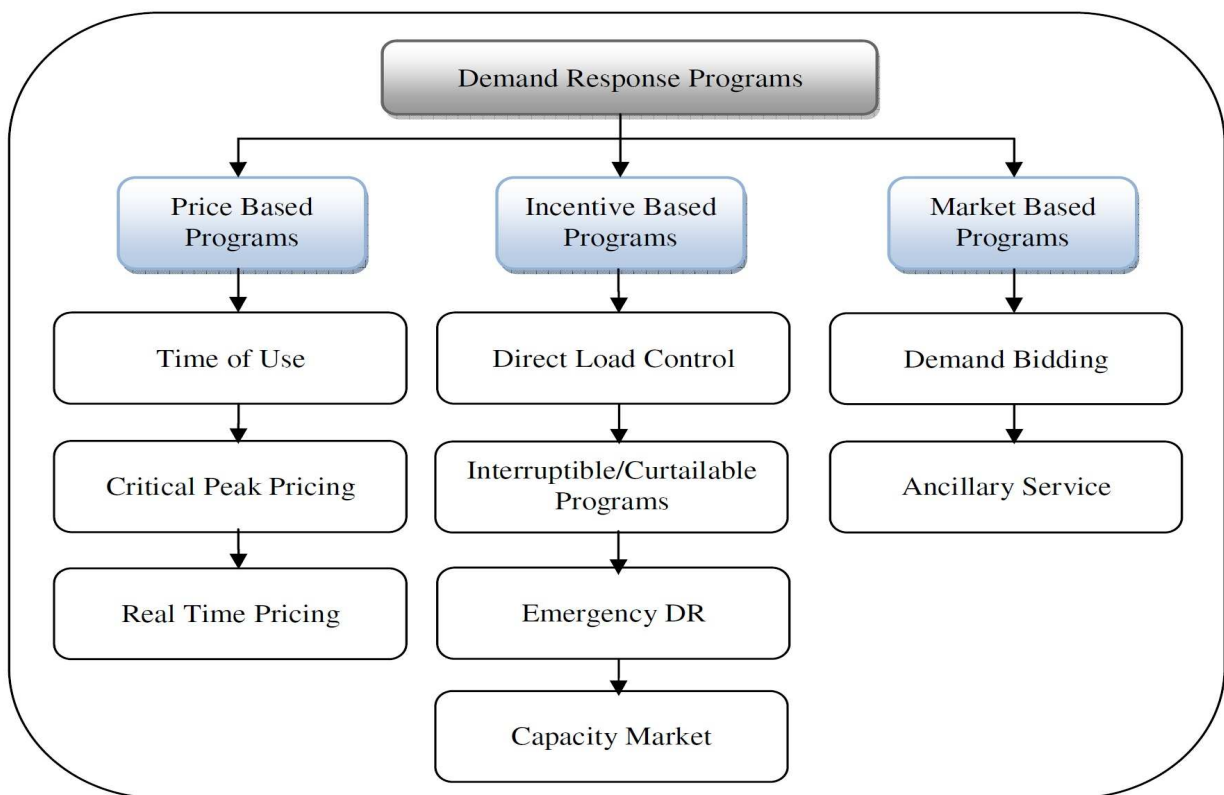 Demand Response Programs
Price Based
Programs
Incentive Based
Programs
Market Based
Programs
Time of Use
Direct Load Control
Demand Bidding
Critical Peak Pricing
Interruptible/Curtailable
Programs
Ancillary Service
Real Time Pricing
Emergency DR
Capacity Market